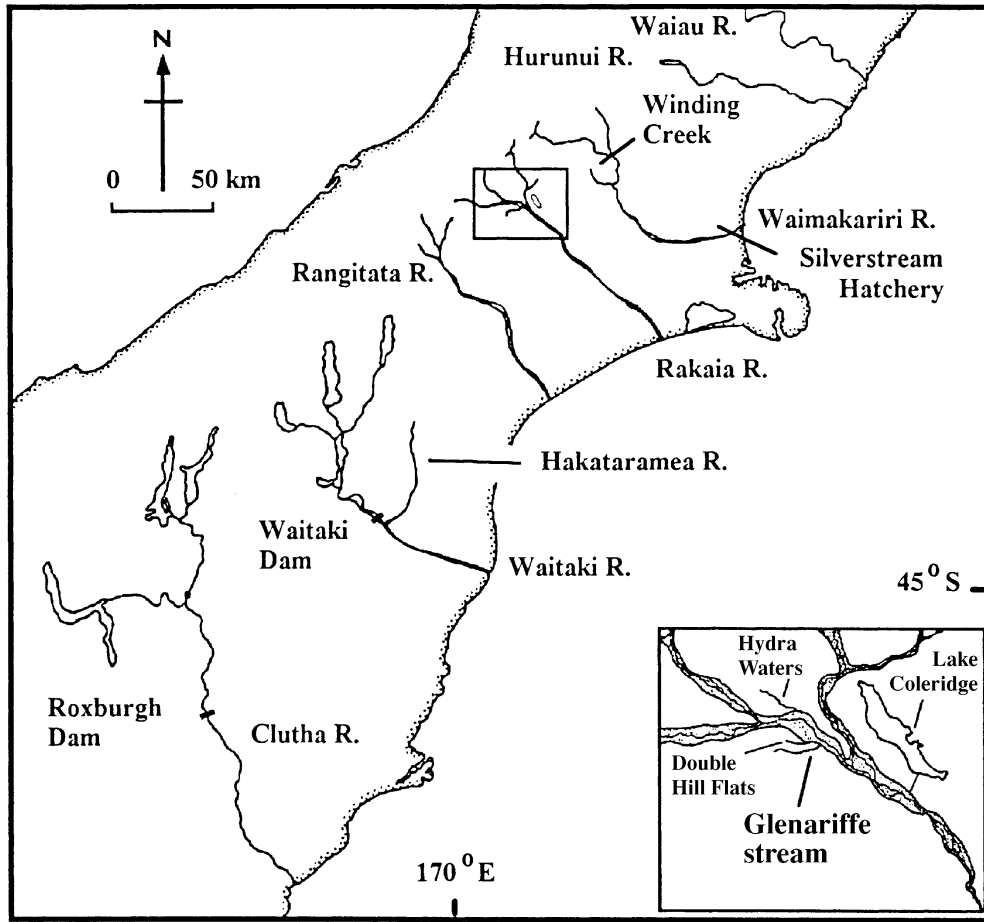 Waiau R.
Hurunui R.
N
Winding
Creek
0 50 km
Waimakariri R.
Silverstream
Hatchery
Rangitata R.
Rakaia R.
Hakataramea R.
Waitaki
Dam
Waitaki R.
45° S
Roxburgh
Dam
Clutha R.
170° E
Hydra
Waters
Lake
Coleridge
Double
Hill Flats
Glenariffe
stream